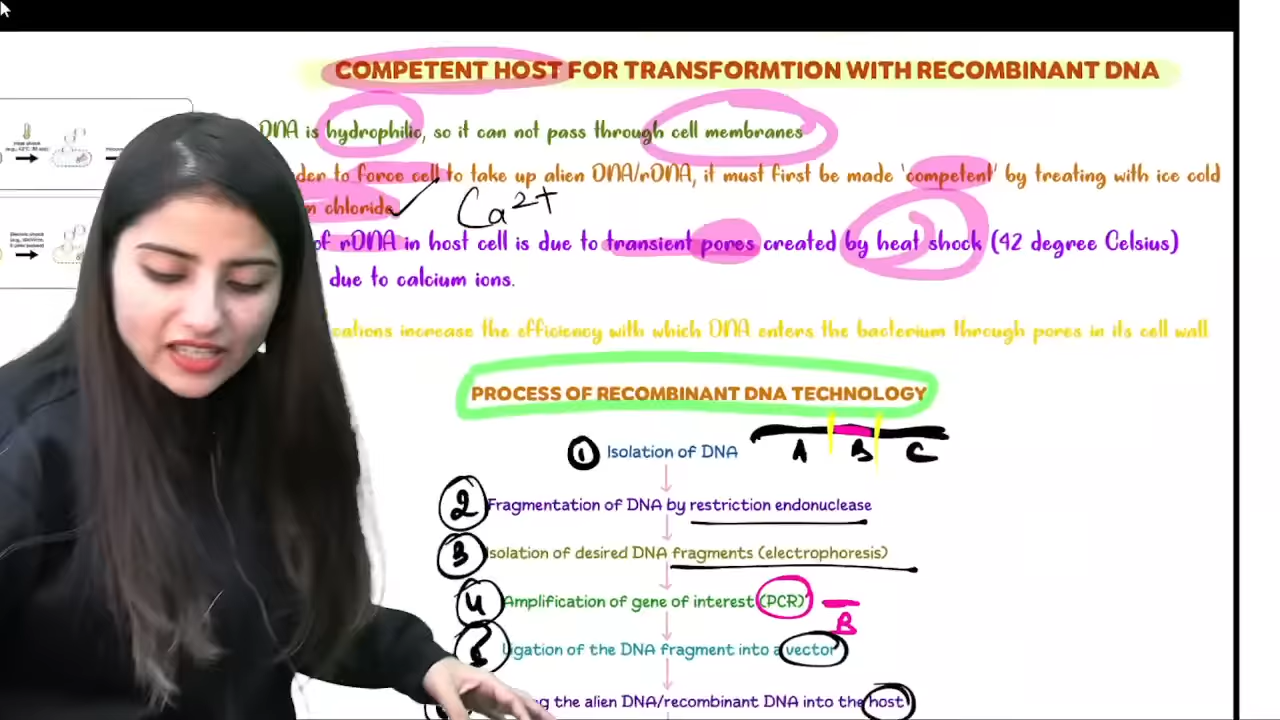 COMPETENT HOST FOR TRANSFORMTION WITH RECOMBINANT DNA
DNA is hydrophilic, so it can not pass through cell membranes
to force cell to take up alien DNA/rDNA, it must first be made 'competent' by treating with ice cold
chloride
Ca2+
of rDNA in host cell is due to transient pores created by heat shock (42 degree Celsius)
due to calcium ions.
increase the efficiency with which DNA enters the bacterium through pores in its cell wall
PROCESS OF RECOMBINANT DNA TECHNOLOGY
1 Isolation of DNA
A B C
2 Fragmentation of DNA by restriction endonuclease
3 Isolation of desired DNA fragments (electrophoresis)
4 Amplification of gene of interest (PCR)
B
Ligation of the DNA fragment into a vector
the alien DNA/recombinant DNA into the host